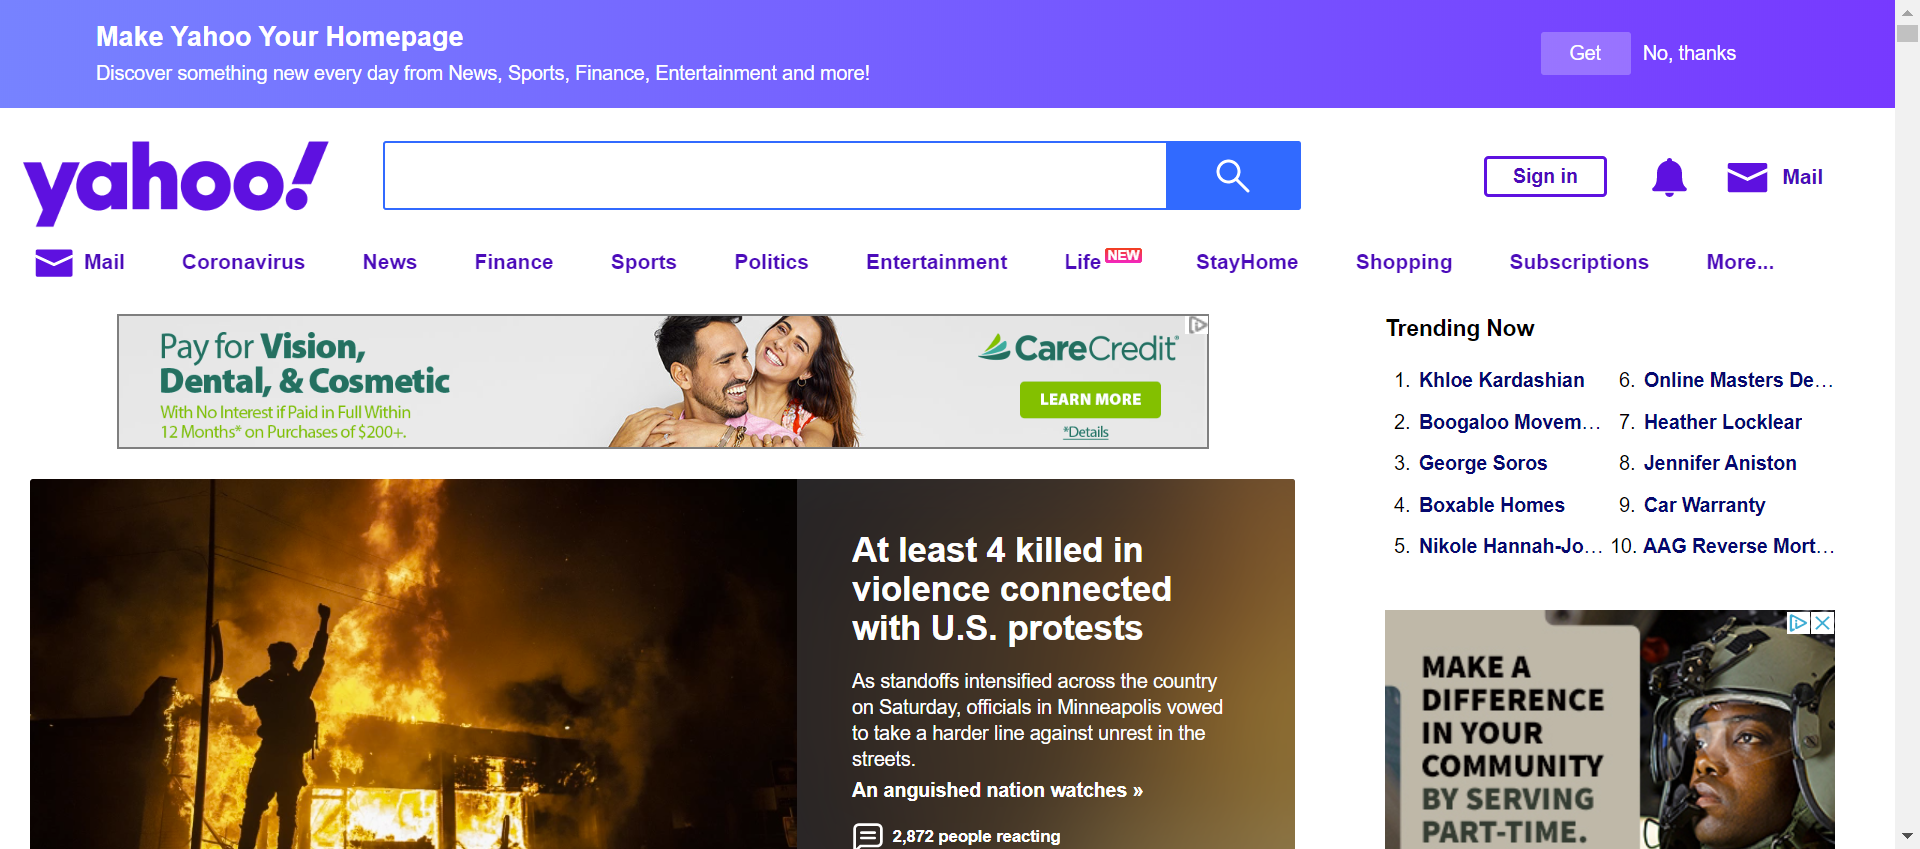 Make Yahoo Your Homepage
Discover something new every day from News, Sports, Finance, Entertainment and more!
Get
No, thanks
yahoo!
Sign in
Mail
Mail
Coronavirus
News
Finance
Sports
Politics
Entertainment
Life NEW
StayHome
Shopping
Subscriptions
More...
Pay for Vision,
Dental, & Cosmetic
With No Interest if Paid in Full Within
12 Months* on Purchases of $200+.
CareCredit®
LEARN MORE
*Details
Trending Now
1. Khloe Kardashian
2. Boogaloo Movem...
3. George Soros
4. Boxable Homes
5. Nikole Hannah-Jo...
6. Online Masters De...
7. Heather Locklear
8. Jennifer Aniston
9. Car Warranty
10. AAG Reverse Mort...
At least 4 killed in
violence connected
with U.S. protests
As standoffs intensified across the country
on Saturday, officials in Minneapolis vowed
to take a harder line against unrest in the
streets.
An anguished nation watches »
2,872 people reacting
MAKE A
DIFFERENCE
IN YOUR
COMMUNITY
BY SERVING
PART-TIME.